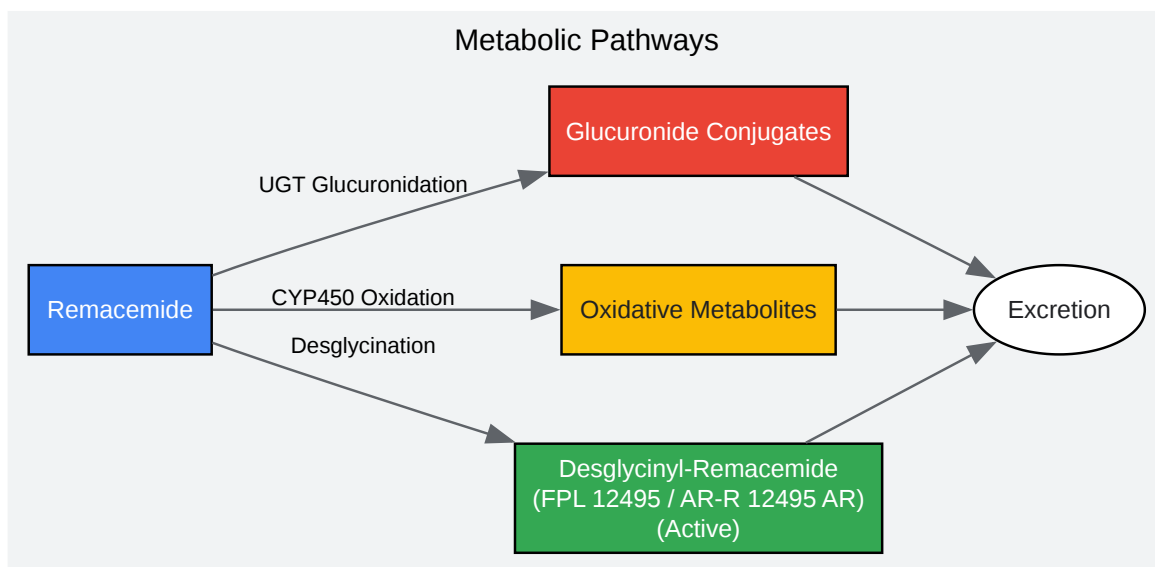 Metabolic Pathways
Glucuronide Conjugates
UGT Glucuronidation
Remacemide
CYP450 Oxidation
Oxidative Metabolites
Excretion
Desglycination
Desglycinyl-Remacemide
(FPL 12495 / AR-R 12495 AR)
(Active)